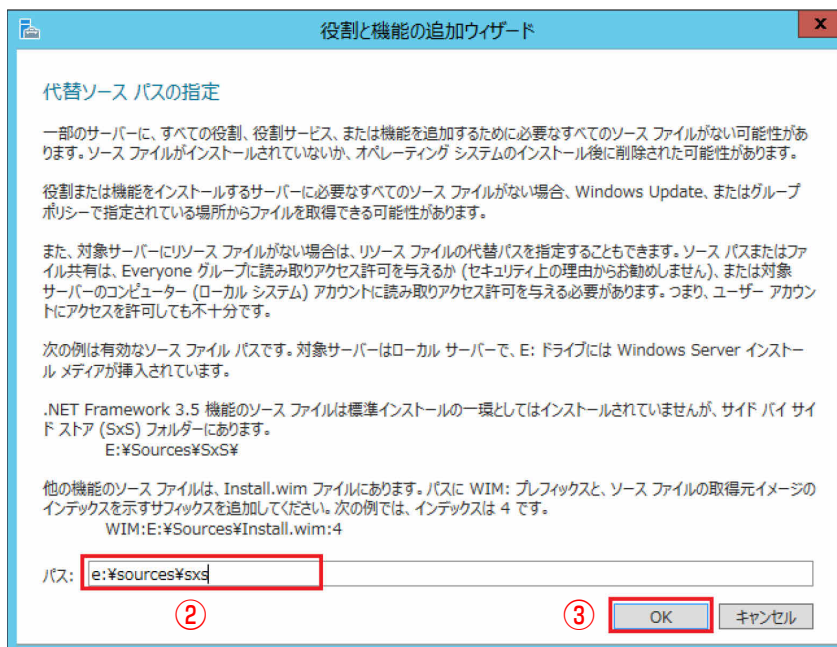 役割と機能の追加ウィザード
x
代替ソース パスの指定
一部のサーバーに、すべての役割、役割サービス、または機能を追加するために必要なすべてのソース ファイルがない可能性があ
ります。ソース ファイルがインストールされていないか、オペレーティング システムのインストール後に削除された可能性があります。
役割または機能をインストールするサーバーに必要なすべてのソース ファイルがない場合、Windows Update、またはグループ
ポリシーで指定されている場所からファイルを取得できる可能性があります。
また、対象サーバーにリソース ファイルがない場合は、リソース ファイルの代替パスを指定することもできます。ソース パスまたはファ
イル共有は、Everyone グループに読み取りアクセス許可を与えるか (セキュリティ上の理由からお勧めしません)、または対象
サーバーのコンピューター (ローカル システム) アカウントに読み取りアクセス許可を与える必要があります。つまり、ユーザー アカウン
トにアクセスを許可しても不十分です。
次の例は有効なソース ファイル パスです。対象サーバーはローカル サーバーで、E: ドライブには Windows Server インストー
ル メディアが挿入されています。
.NET Framework 3.5 機能のソース ファイルは標準インストールの一環としてはインストールされていませんが、サイド バイ サイ
ド ストア (SxS) フォルダーにあります。
E:¥Sources¥SxS¥
他の機能のソース ファイルは、Install.wim ファイルにあります。パスに WIM: プレフィックスと、ソース ファイルの取得元イメージの
インデックスを示すサフィックスを追加してください。次の例では、インデックスは 4 です。
WIM:E:¥Sources¥Install.wim:4
パス: e:¥sources¥sxs
② ③ OK キャンセル